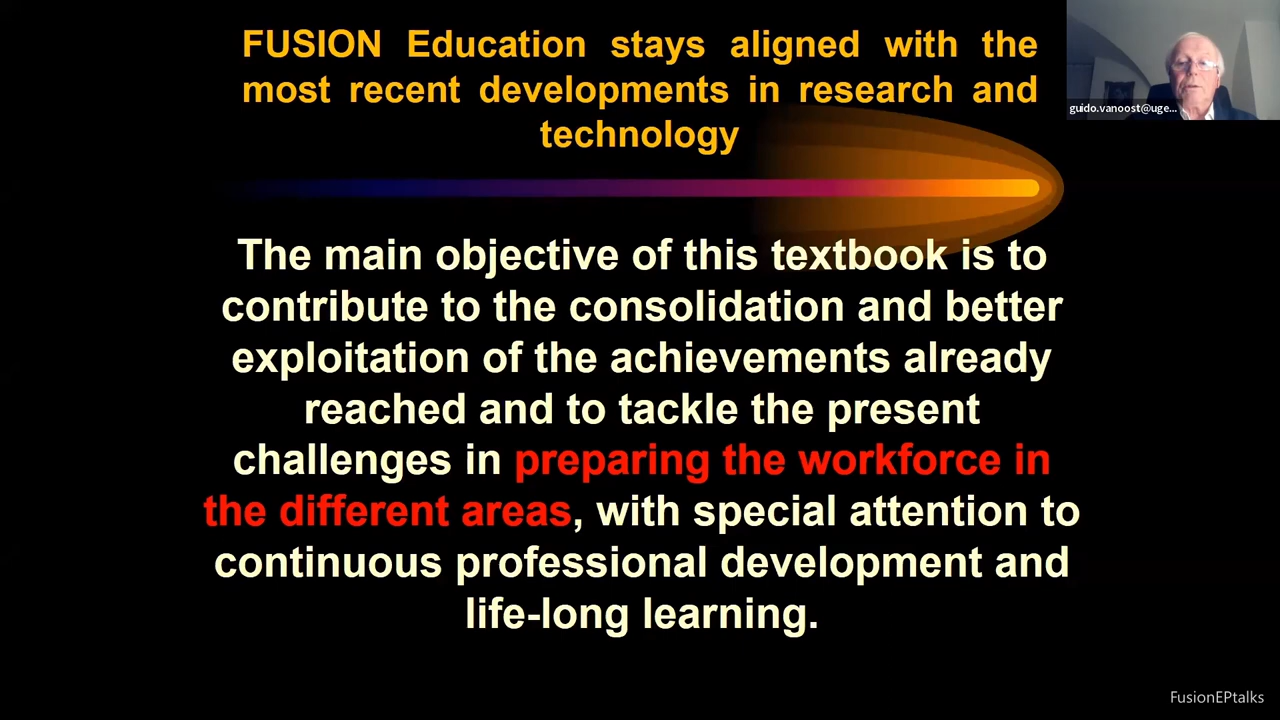 FUSION Education stays aligned with the
most recent developments in research and
technology
guido.vanoost@uge...
The main objective of this textbook is to
contribute to the consolidation and better
exploitation of the achievements already
reached and to tackle the present
challenges in preparing the workforce in
the different areas, with special attention to
continuous professional development and
life-long learning.
FusionEPtalks